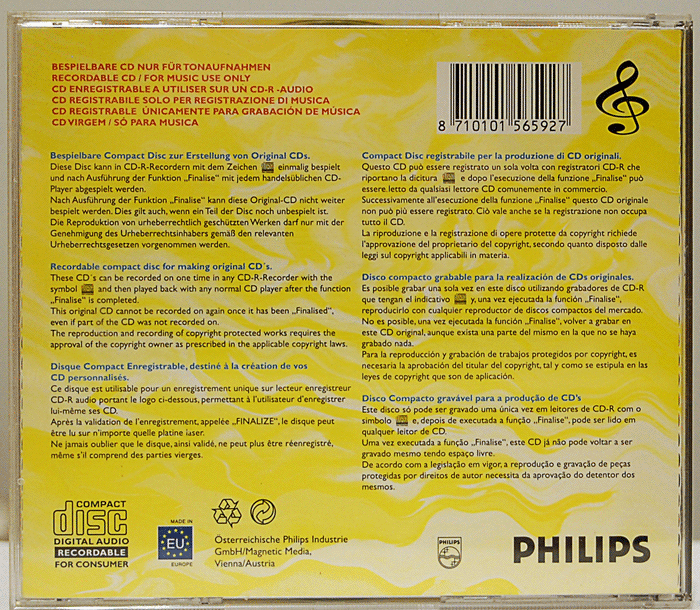 BESPIELBARE CD NUR FÜR TONAUFNAHMEN
RECORDABLE CD / FOR MUSIC USE ONLY
CD ENREGISTRABLE A UTILISER SUR UN CD-R -AUDIO
CD REGISTRABILE SOLO PER REGISTRAZIONE DI MUSICA
CD REGISTRABLE ÚNICAMENTE PARA GRABACIÓN DE MÚSICA
CD VIRGEM / SÓ PARA MUSICA
8 710101 565927
Bespielbare Compact Disc zur Erstellung von Original CDs.
Diese Disc kann in CD-R-Recordern mit dem Zeichen einmalig bespielt
und nach Ausführung der Funktion „Finalise“ mit jedem handelsüblichen CD-
Player abgespielt werden.
Nach Ausführung der Funktion „Finalise“ kann diese Original-CD nicht weiter
bespielt werden. Dies gilt auch, wenn ein Teil der Disc noch unbespielt ist.
Die Reproduktion von urheberrechtlich geschützten Werken darf nur mit der
Genehmigung des Urheberrechtsinhabers gemäß den relevanten
Urheberrechtsgesetzen vorgenommen werden.
Recordable compact disc for making original CD´s.
These CD´s can be recorded on one time in any CD-R-Recorder with the
symbol and then played back with any normal CD player after the function
„Finalise“ is completed.
This original CD cannot be recorded on again once it has been „Finalised“,
even if part of the CD was not recorded on.
The reproduction and recording of copyright protected works requires the
approval of the copyright owner as prescribed in the applicable copyright laws.
Disque Compact Enregistrable, destiné à la création de vos
CD personnalisés.
Ce disque est utilisable pour un enregistrement unique sur lecteur enregistreur
CD-R audio portant le logo ci-dessous, permettant à l'utilisateur d'enregistrer
lui-même ses CD.
Après la validation de l'enregistrement, appelée „FINALIZE“, le disque peut
être lu sur n'importe quelle platine laser.
Ne jamais oublier que le disque, ainsi validé, ne peut plus être réenregistré,
même s'il comprend des parties vierges.
Compact Disc registrabile per la produzione di CD originali.
Questo CD può essere registrato un sola volta con registratori CD-R che
riportano la dicitura e dopo l'esecuzione della funzione „Finalise“ può
essere letto da qualsiasi lettore CD comunemente in commercio.
Successivamente all'esecuzione della funzione „Finalise“ questo CD originale
non può più essere registrato. Ciò vale anche se la registrazione non occupa
tutto il CD.
La riproduzione e la registrazione di opere protette da copyright richiede
l'approvazione del proprietario del copyright, secondo quanto disposto dalle
leggi sul copyright applicabili in materia.
Disco compacto grabable para la realización de CDs originales.
Es posible grabar una sola vez en este disco utilizando grabadores de CD-R
que tengan el indicativo y, una vez ejecutada la función „Finalise“,
reproducirlo con cualquier reproductor de discos compactos del mercado.
No es posible, una vez ejecutada la función „Finalise“, volver a grabar en
este CD original, aunque exista una parte del mismo en la que no se haya
grabado nada.
Para la reproducción y grabación de trabajos protegidos por copyright, es
necesaria la aprobación del titular del copyright, tal y como se estipula en las
leyes de copyright que son de aplicación.
Disco Compacto gravável para a produção de CD's
Este disco só pode ser gravado uma única vez em leitores de CD-R com o
simbolo e, depois de executada a função „Finalise“, pode ser lido em
qualquer leitor de CD.
Uma vez executada a função „Finalise“, este CD já não pode voltar a ser
gravado mesmo tendo espaço livre.
De acordo com a legislação em vigor, a reprodução e gravação de peças
protegidas por direitos de autor necessita da aprovação do detentor dos
mesmos.
COMPACT
disc
DIGITAL AUDIO
RECORDABLE
FOR CONSUMER
MADE IN
EU
EUROPE
Österreichische Philips Industrie
GmbH/Magnetic Media,
Vienna/Austria
PHILIPS
PHILIPS